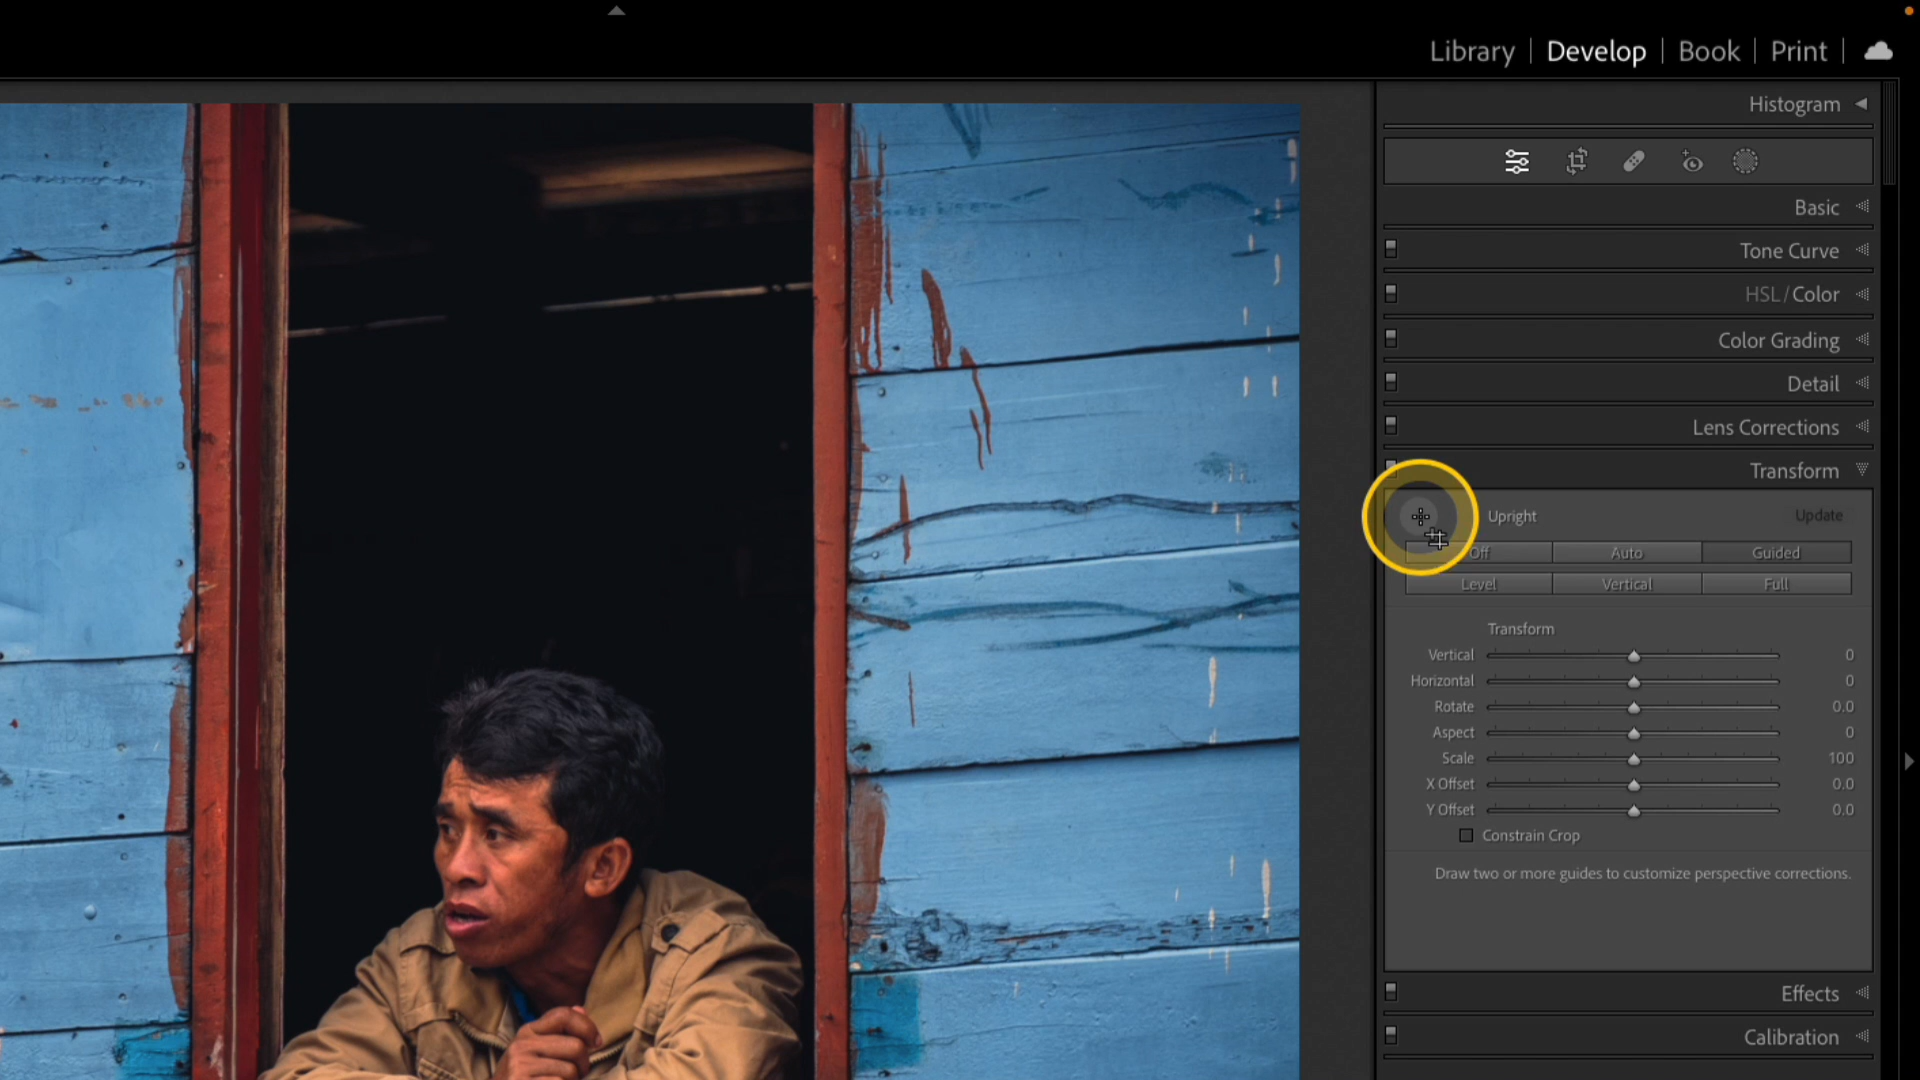 Library | Develop | Book | Print |
Histogram
Basic
Tone Curve
HSL / Color
Color Grading
Detail
Lens Corrections
Transform
Upright Update
Off Auto Guided
Level Vertical Full
Transform
Vertical 0
Horizontal 0
Rotate 0.0
Aspect 0
Scale 100
X Offset 0.0
Y Offset 0.0
Constrain Crop
Draw two or more guides to customize perspective corrections.
Effects
Calibration